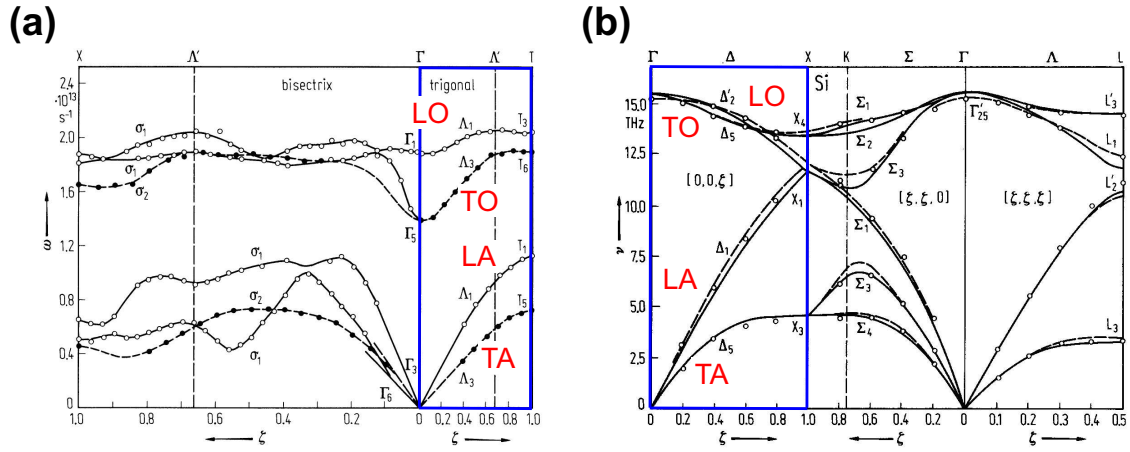 (a)
X Λ' Γ Λ' T
2,4
·10¹³
s⁻¹
2.0
1.6
ω
1.2
0.8
0.4
0
bisectrix
trigonal
LO
TO
LA
TA
σ₁
σ₂
σ₁
σ₂
σ₁
Γ₁
Γ₅
Γ₃
Γ₆
Λ₁
T₃
Λ₃
T₆
Λ₁
T₁
T₅
Λ₃
1.0 0.8 0.6 0.4 0.2 0 0.2 0.4 0.6 0.8 1.0
ζ ζ
(b)
Γ Δ X K Σ Γ Λ L
Si
15.0
THz
12.5
10.0
ν
7.5
5.0
2.5
0
LO
TO
LA
TA
Δ'₂
Δ₅
X₄
Σ₁
Σ₂
Σ₃
Γ'₂₅
L'₃
L₁
L'₂
[0,0,ξ]
[ξ,ξ,0]
[ξ,ξ,ξ]
X₁
Δ₁
Σ₁
Σ₃
Δ₅
X₃
Σ₄
L₃
0 0.2 0.4 0.6 0.8 1.0 0.8 0.6 0.4 0.2 0 0.1 0.2 0.3 0.4 0.5
ζ ζ ζ